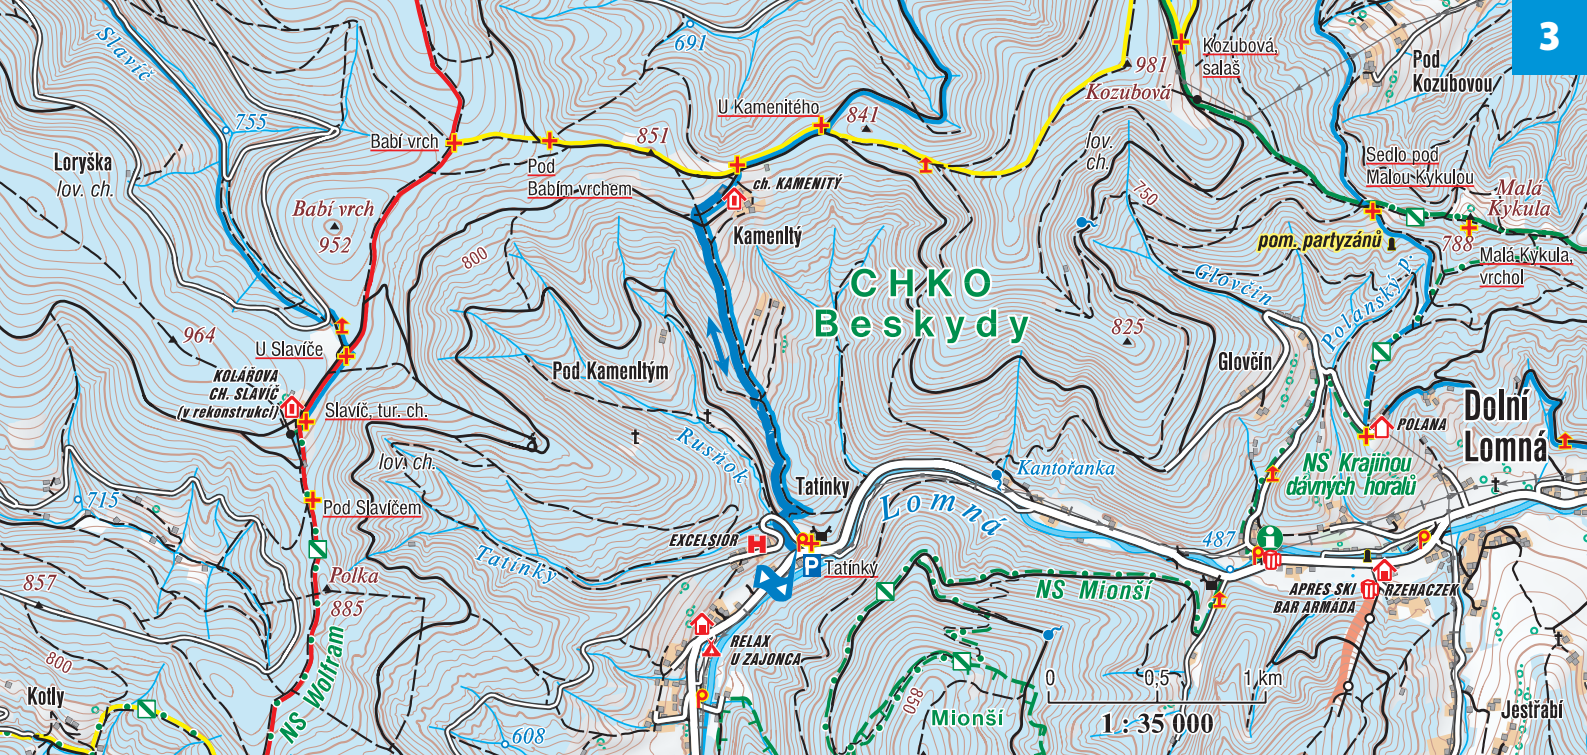 3
Slavíč
691
Kozubová,
salaš
Pod
Kozubovou
981
Kozubová
755
U Kamenitého
841
Babí vrch
851
lov.
ch.
Loryška
lov. ch.
Pod
Babím vrchem
ch. KAMENITÝ
Sedlo pod
Malou Kykulou
750
Malá
Kykula
Babí vrch
952
Kamenitý
pom. partyzánů
788
Malá Kykula,
vrchol
800
CHKO
Beskydy
Glovčín
Polanský p.
964
825
U Slavíče
Pod Kamenitým
Glovčín
KOLÁŘOVA
CH. SLAVÍČ
(v rekonstrukci)
Slavíč, tur. ch.
POLANA
Dolní
Lomná
Rusňok
lov. ch.
Kantořanka
NS Krajinou
dávných horalů
715
Pod Slavíčem
Tatínky
Lomná
EXCELSIOR
487
Tatínky
P
Tatínky
857
Polka
885
NS Mionší
APRES SKI
BAR ARMÁDA
RZEHACZEK
RELAX
U ZAJONCA
800
NS Wolfram
0
0,5
1 km
Kotly
850
Mionší
1 : 35 000
Jestřabí
608